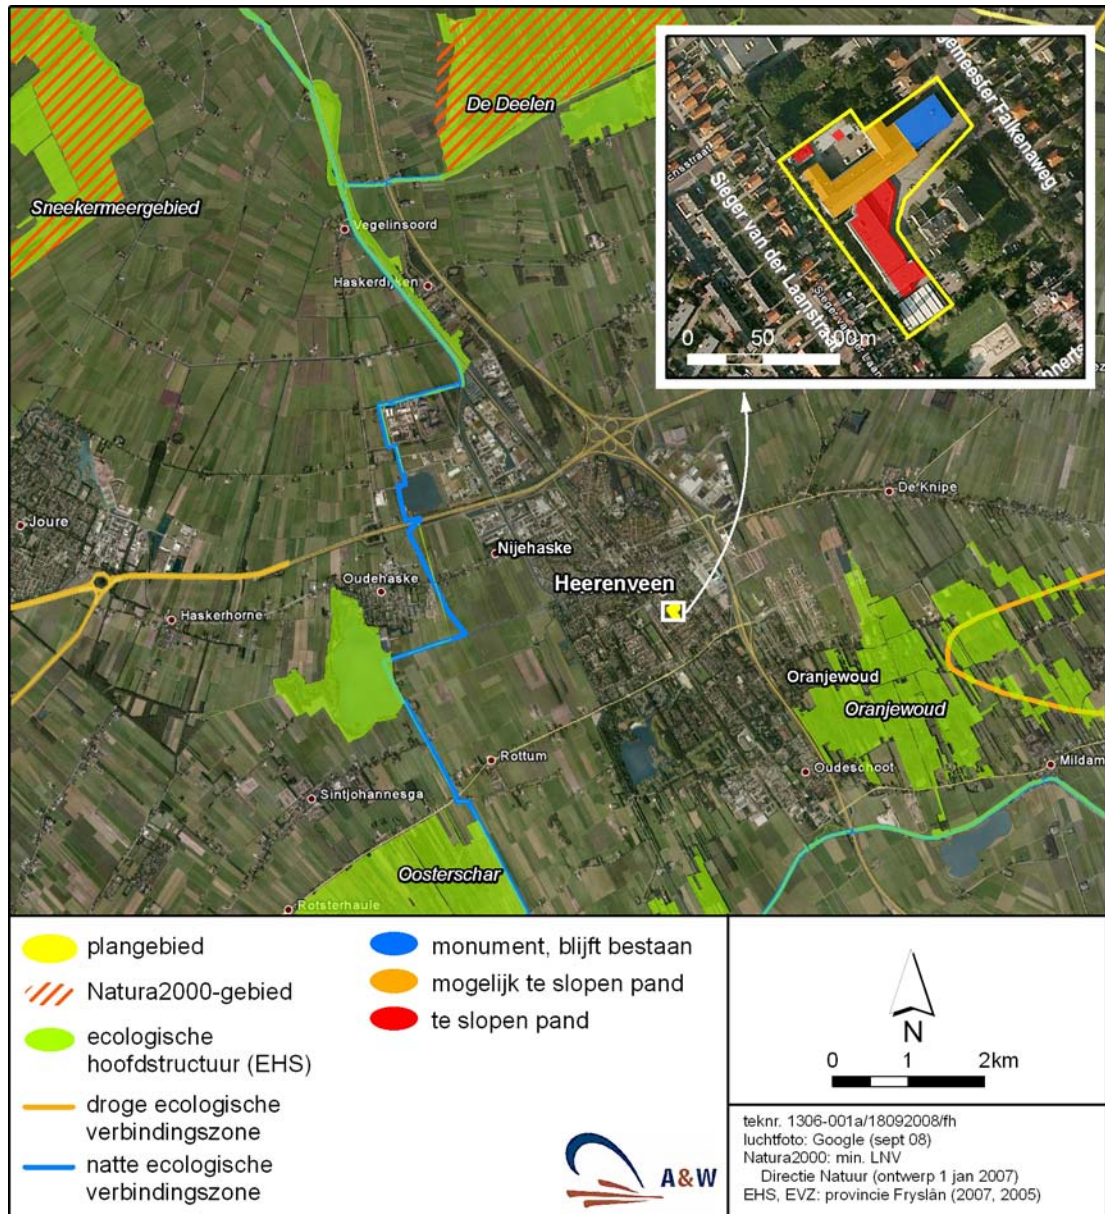 De Deelen
Sneekermeergebied
Vegelinsoord
Haskerdijken
gemeester Falkenaweg
crisstraat
Sieger van der Laanstraat
0 50 100m
Joure
De Knipe
Nijehaske
Oudehaske
Heerenveen
Haskerhorne
Oranjewoud
Oranjewoud
Rottum
Oudeschoot
Mildam
Sintjohannesga
Oosterschar
Rotsterhaule
plangebied
Natura2000-gebied
ecologische
hoofdstructuur (EHS)
droge ecologische
verbindingszone
natte ecologische
verbindingszone
monument, blijft bestaan
mogelijk te slopen pand
te slopen pand
A&W
N
0 1 2km
teknr. 1306-001a/18092008/fh
luchtfoto: Google (sept 08)
Natura2000: min. LNV
Directie Natuur (ontwerp 1 jan 2007)
EHS, EVZ: provincie Fryslân (2007, 2005)